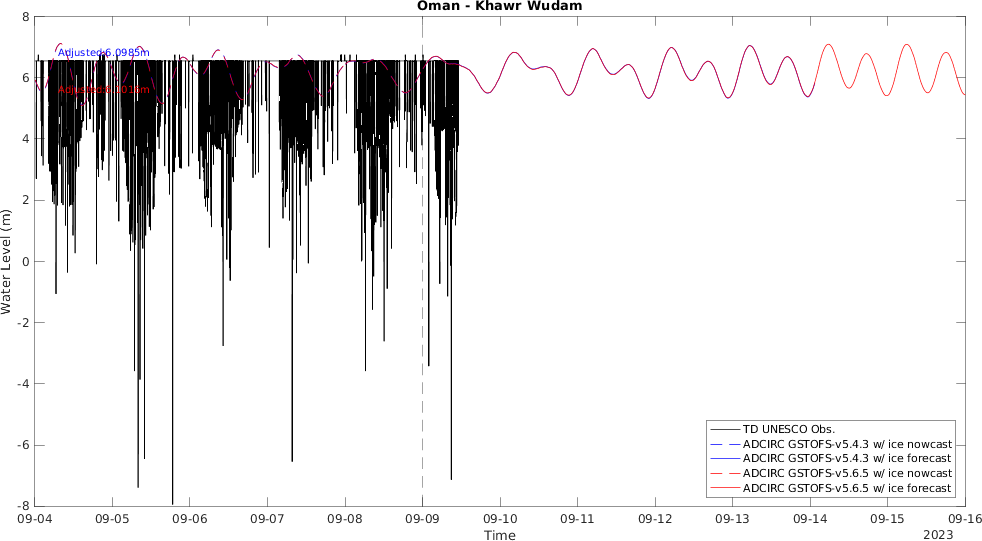 Oman - Khawr Wudam
8
6
4
2
0
-2
-4
-6
-8
Water Level (m)
Adjusted:6.0985m
TD UNESCO Obs.
ADCIRC GSTOFS-v5.4.3 w/ ice nowcast
ADCIRC GSTOFS-v5.4.3 w/ ice forecast
ADCIRC GSTOFS-v5.6.5 w/ ice nowcast
ADCIRC GSTOFS-v5.6.5 w/ ice forecast
09-04
09-05
09-06
09-07
09-08
09-09
09-10
09-11
09-12
09-13
09-14
09-15
09-16
Time
2023